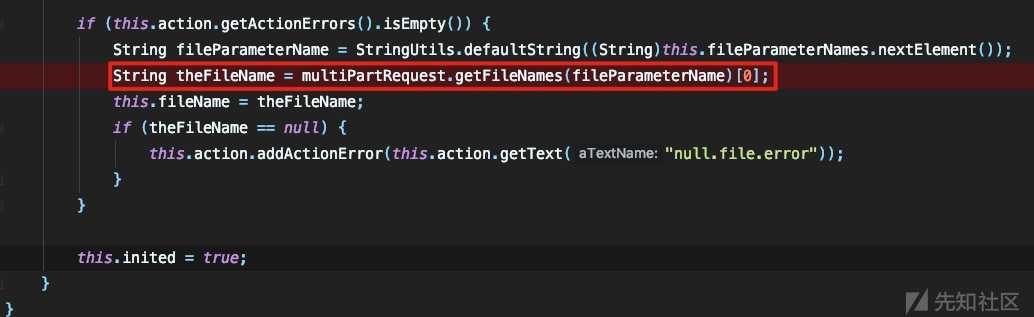 if (this.action.getActionErrors().isEmpty()) {
String fileParameterName = StringUtils.defaultString((String)this.fileParameterNames.nextElement());
String theFileName = multiPartRequest.getFileNames(fileParameterName)[0];
this.fileName = theFileName;
if (theFileName == null) {
this.action.addActionError(this.action.getText( aTextName: "null.file.error"));
}
}
this.inited = true;
}
}
先知社区